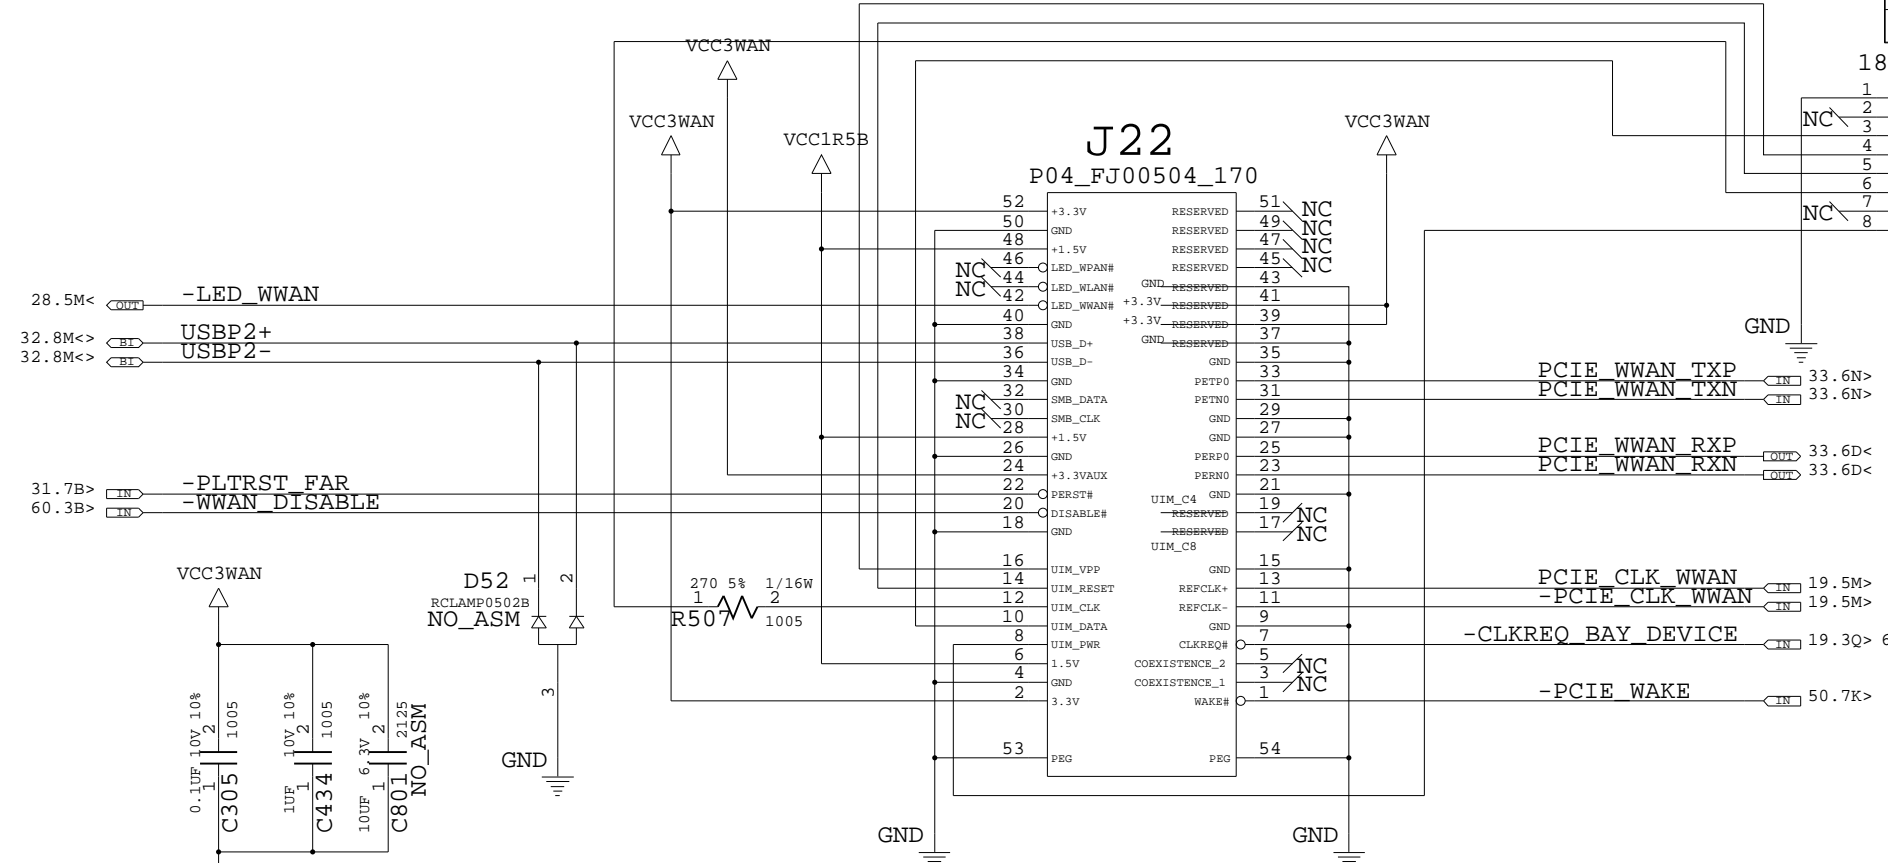 18
1
2
NC
3
4
5
6
7
NC
8
GND
VCC3WAN
VCC3WAN
VCC1R5B
VCC3WAN
J22
P04_FJ00504_170
52 +3.3V RESERVED 51 NC
50 GND RESERVED 49 NC
48 +1.5V RESERVED 47 NC
NC 46 LED_WPAN# RESERVED 45 NC
NC 44 LED_WLAN# GND RESERVED 43
28.5M< OUT -LED_WWAN 42 LED_WWAN# +3.3V RESERVED 41
40 GND +3.3V RESERVED 39
32.8M<> BI USBP2+ 38 USB_D+ GND RESERVED 37
32.8M<> BI USBP2- 36 USB_D- GND 35
34 GND PETP0 33 PCIE_WWAN_TXP IN 33.6N>
NC 32 SMB_DATA PETN0 31 PCIE_WWAN_TXN IN 33.6N>
NC 30 SMB_CLK GND 29
28 +1.5V GND 27
26 GND PERP0 25 PCIE_WWAN_RXP OUT 33.6D<
24 +3.3VAUX PERN0 23 PCIE_WWAN_RXN OUT 33.6D<
31.7B> IN -PLTRST_FAR 22 PERST# GND 21
60.3B> IN -WWAN_DISABLE 20 DISABLE# UIM_C4 RESERVED 19 NC
18 GND RESERVED 17 NC
UIM_C8
16 UIM_VPP GND 15
14 UIM_RESET REFCLK+ 13 PCIE_CLK_WWAN IN 19.5M>
12 UIM_CLK REFCLK- 11 -PCIE_CLK_WWAN IN 19.5M>
10 UIM_DATA GND 9
8 UIM_PWR CLKREQ# 7 -CLKREQ_BAY_DEVICE IN 19.3Q> 6
6 1.5V COEXISTENCE_2 5 NC
4 GND COEXISTENCE_1 3 NC
2 3.3V WAKE# 1 -PCIE_WAKE IN 50.7K>
53 PEG PEG 54
GND
GND
270 5% 1/16W
1 2
R507 1005
D52 1 2
RCLAMP0502B
NO_ASM
3
GND
VCC3WAN
0.1UF 10V 10%
1 2
1005
C305
1UF 10V 10%
1 2
1005
C434
10UF 6.3V 10%
1 2
2125
C801
NO_ASM